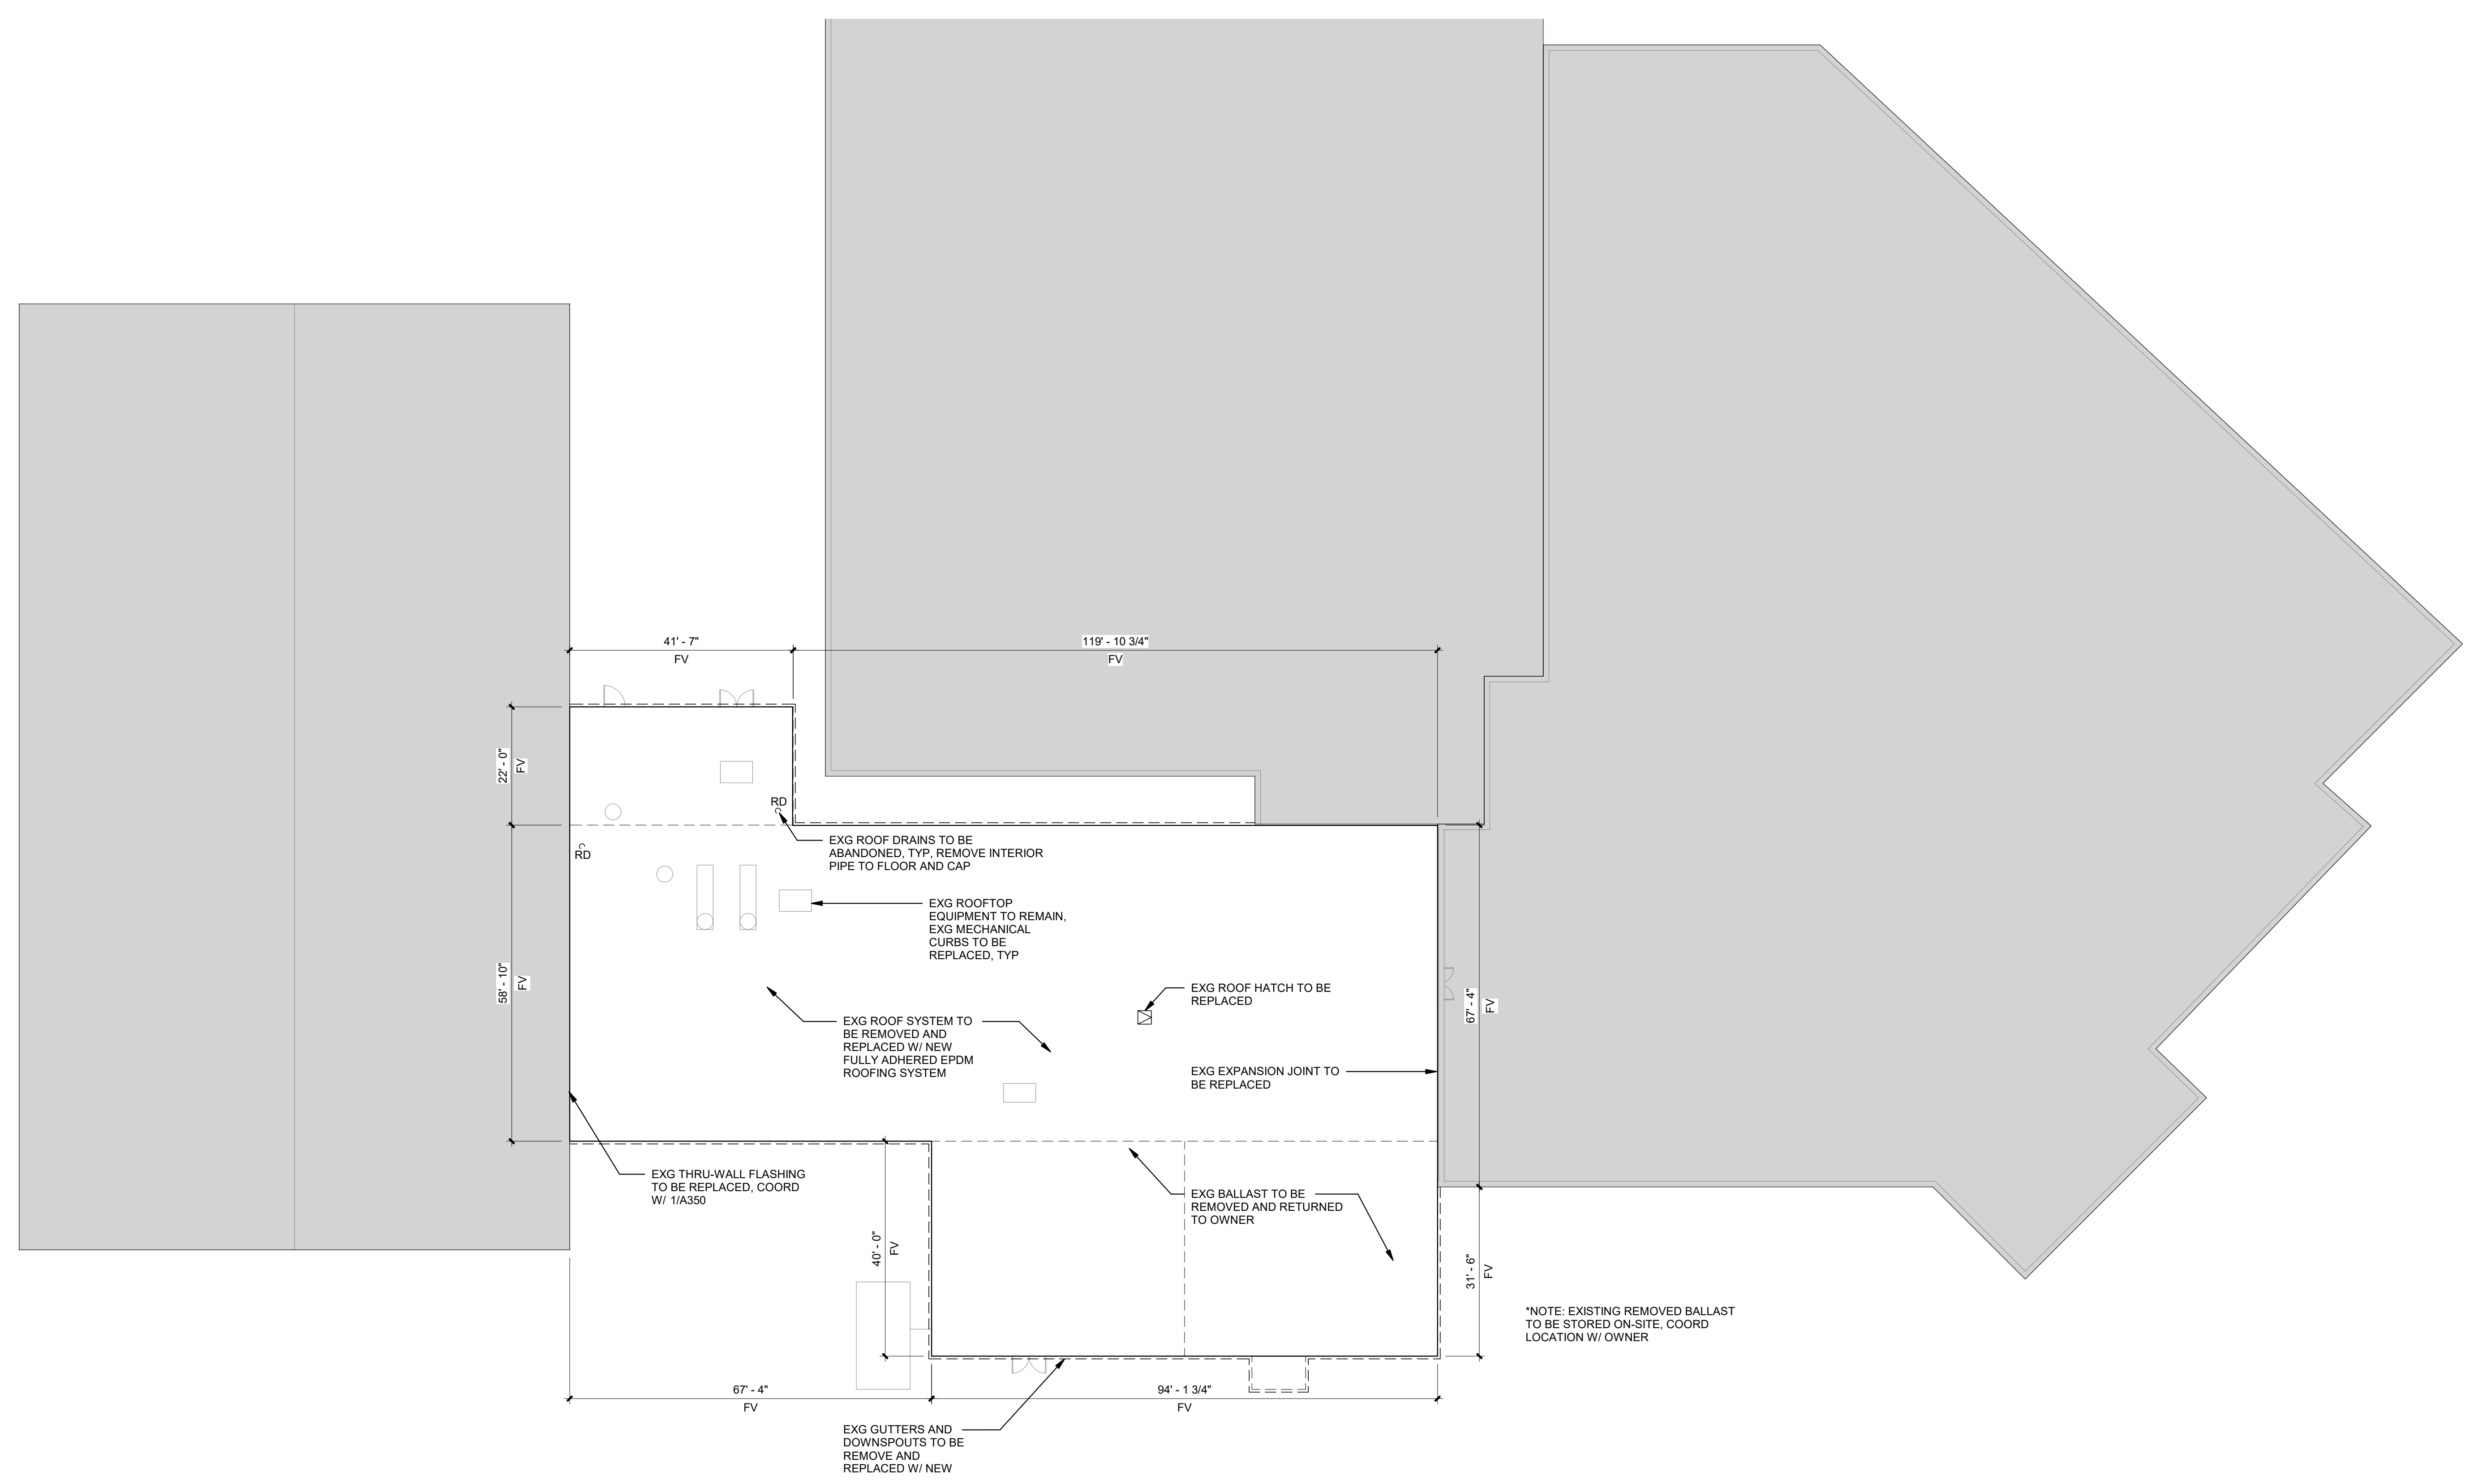 41' - 7"
FV
119' - 10 3/4"
FV
22' - 0"
FV
RD
EXG ROOF DRAINS TO BE
ABANDONED, TYP, REMOVE INTERIOR
PIPE TO FLOOR AND CAP
RD
EXG ROOFTOP
EQUIPMENT TO REMAIN,
EXG MECHANICAL
CURBS TO BE
REPLACED, TYP
58' - 10"
FV
EXG ROOF HATCH TO BE
REPLACED
67' - 4"
FV
EXG ROOF SYSTEM TO
BE REMOVED AND
REPLACED W/ NEW
FULLY ADHERED EPDM
ROOFING SYSTEM
EXG EXPANSION JOINT TO
BE REPLACED
EXG THRU-WALL FLASHING
TO BE REPLACED, COORD
W/ 1/A350
EXG BALLAST TO BE
REMOVED AND RETURNED
TO OWNER
40' - 0"
FV
31' - 6"
FV
*NOTE: EXISTING REMOVED BALLAST
TO BE STORED ON-SITE, COORD
LOCATION W/ OWNER
67' - 4"
FV
94' - 1 3/4"
FV
EXG GUTTERS AND
DOWNSPOUTS TO BE
REMOVE AND
REPLACED W/ NEW